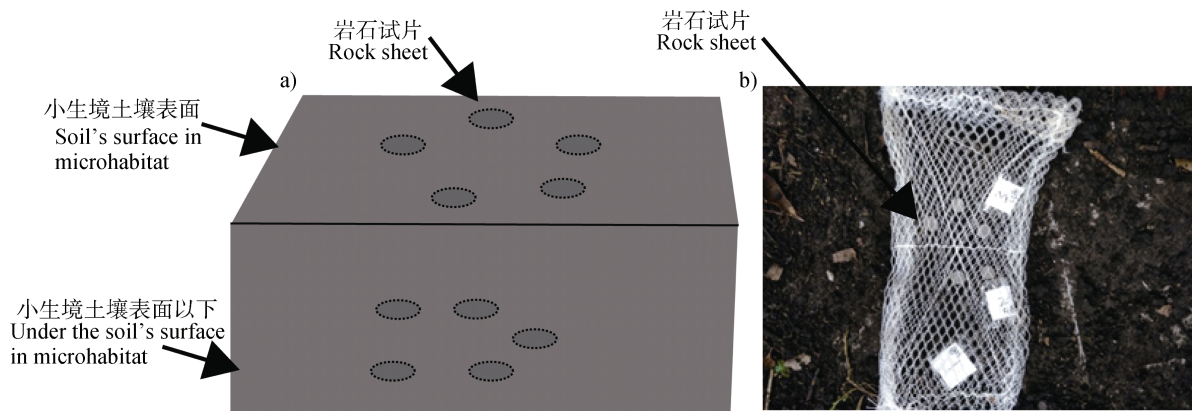 岩石试片
Rock sheet
a)
小生境土壤表面
Soil's surface in
microhabitat
小生境土壤表面以下
Under the soil's surface
in microhabitat
岩石试片
Rock sheet
b)